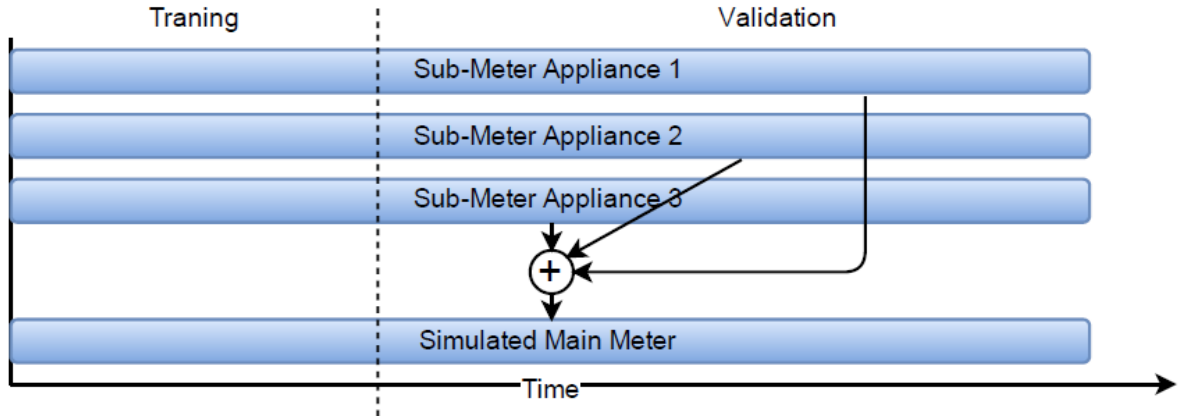 Traning
Validation
Sub-Meter Appliance 1
Sub-Meter Appliance 2
Sub-Meter Appliance 3
+
Simulated Main Meter
Time